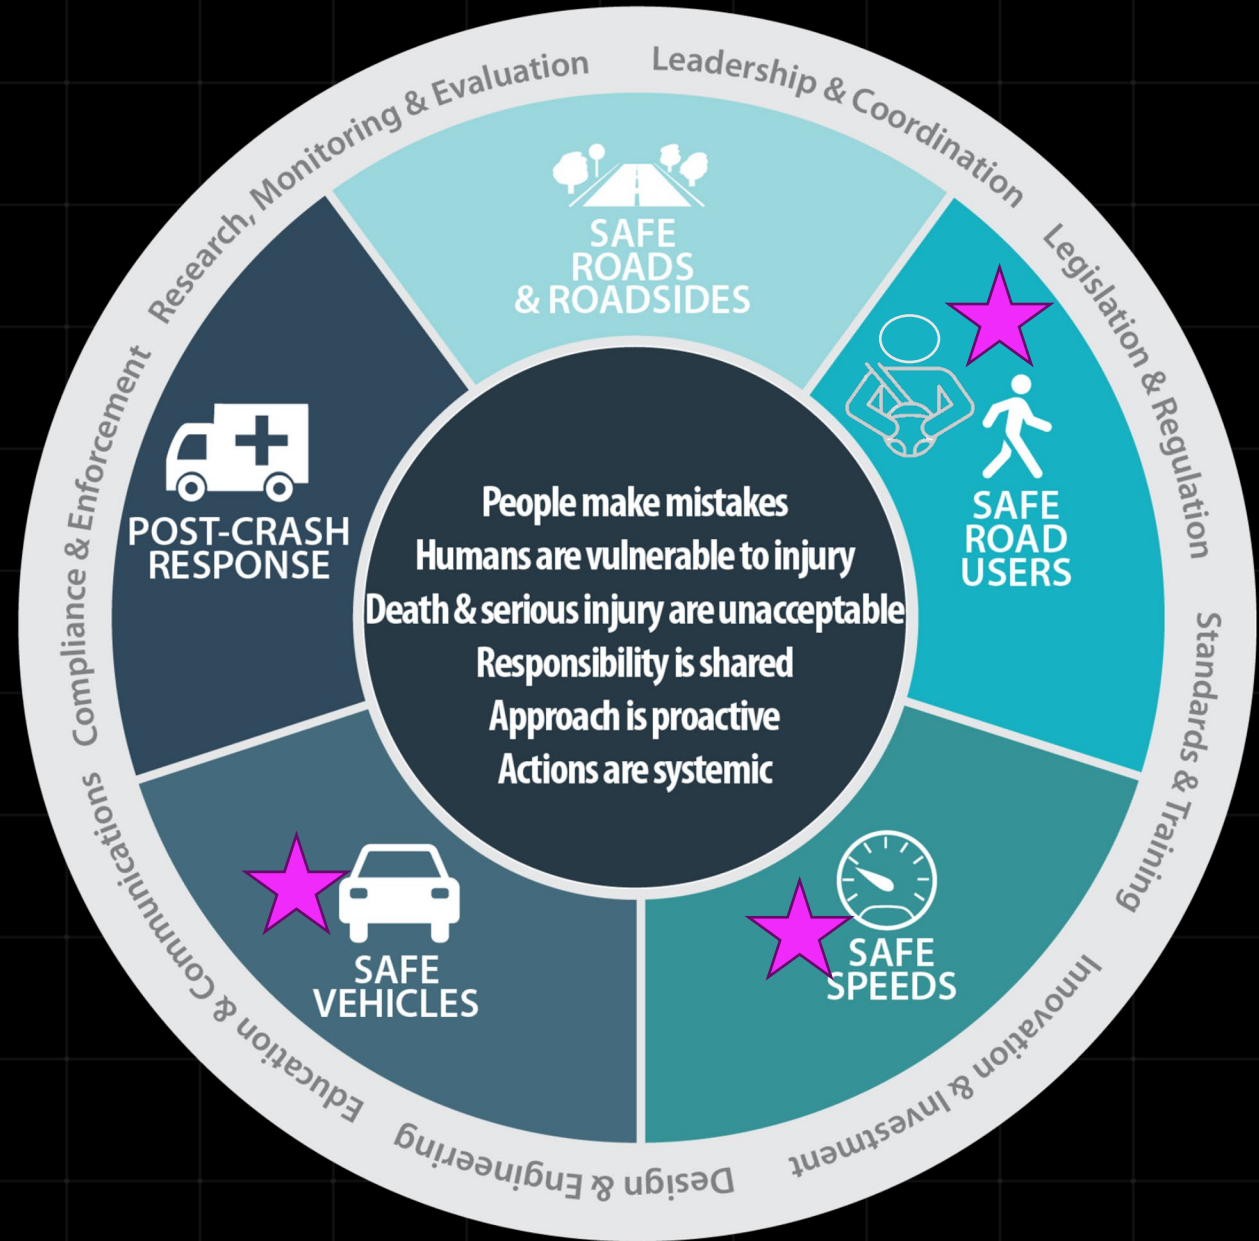 Leadership & Coordination
Legislation & Regulation
Standards & Training
Innovation & Investment
Design & Engineering
Education & Communications
Compliance & Enforcement
Research, Monitoring & Evaluation
SAFE
ROADS
& ROADSIDES
SAFE
ROAD
USERS
SAFE
SPEEDS
SAFE
VEHICLES
POST-CRASH
RESPONSE
People make mistakes
Humans are vulnerable to injury
Death & serious injury are unacceptable
Responsibility is shared
Approach is proactive
Actions are systemic